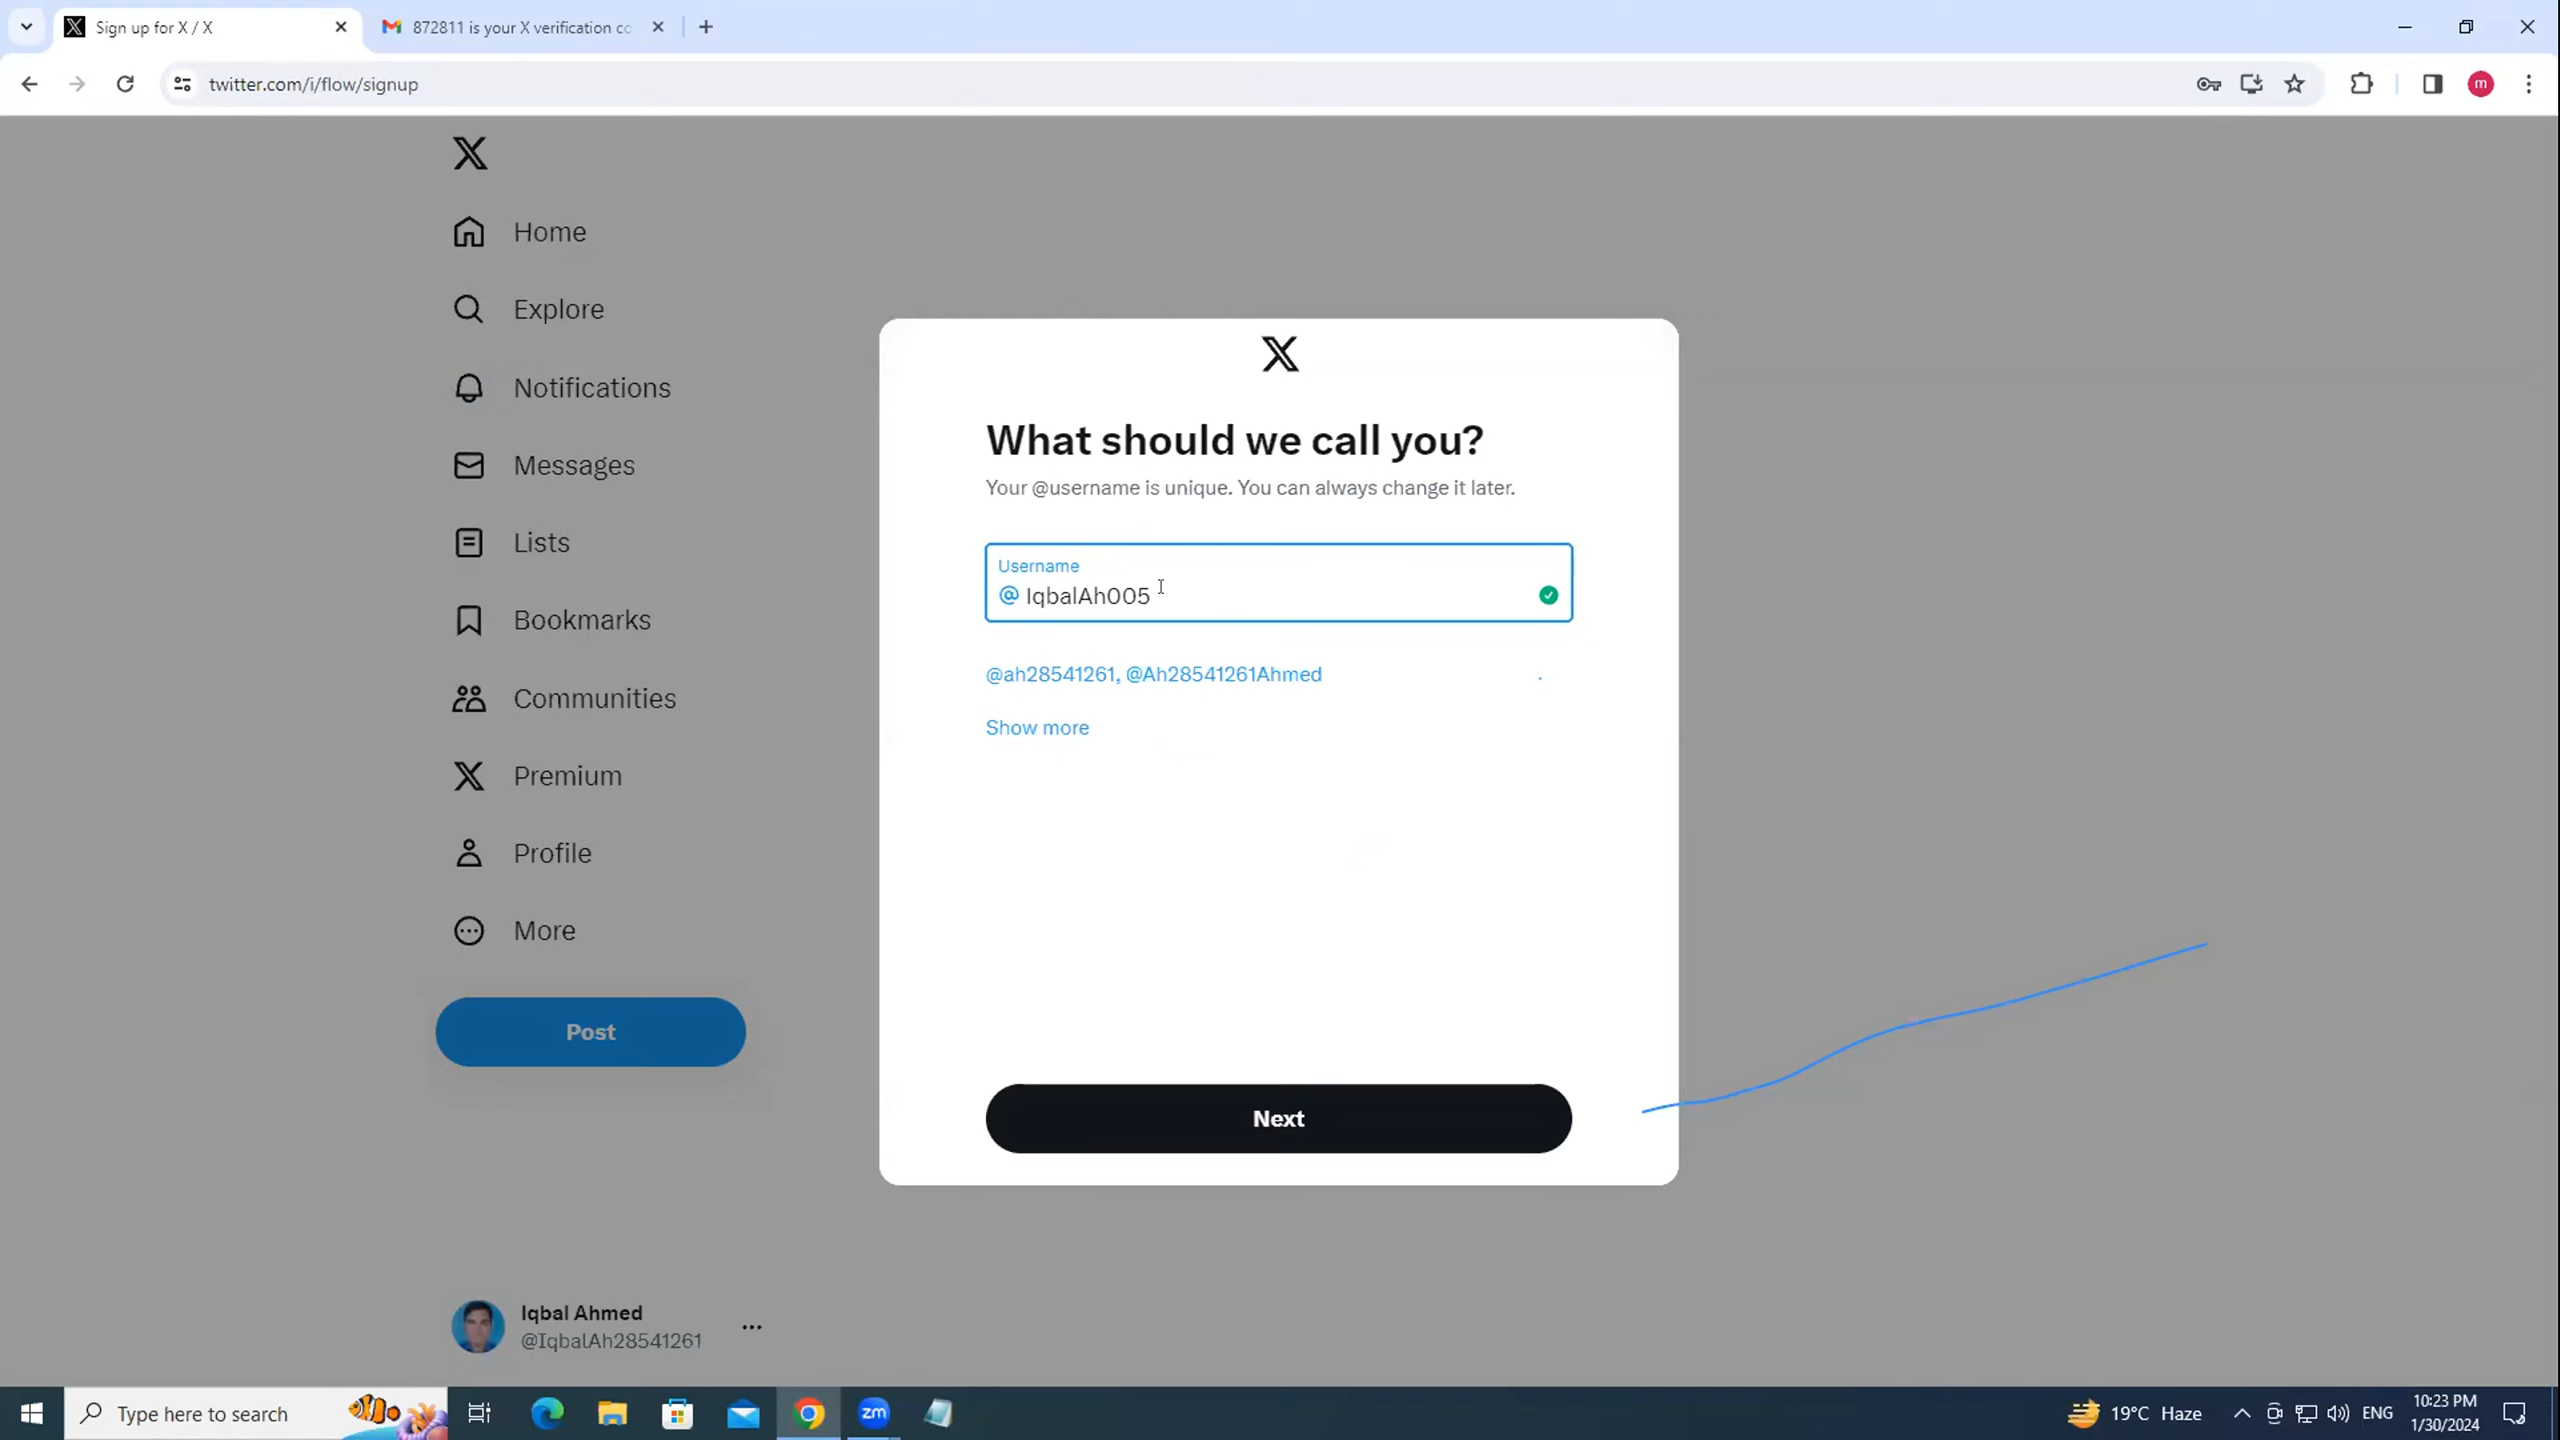 Sign up for X / X
872811 is your X verification co
twitter.com/i/flow/signup
m
Home
Explore
Notifications
Messages
Lists
Bookmarks
Communities
Premium
Profile
More
Post
Iqbal Ahmed
@IqbalAh28541261
What should we call you?
Your @username is unique. You can always change it later.
Username
@ IqbalAh005
@ah28541261, @Ah28541261Ahmed
Show more
Next
Type here to search
zm
19°C Haze
ENG
10:23 PM
1/30/2024